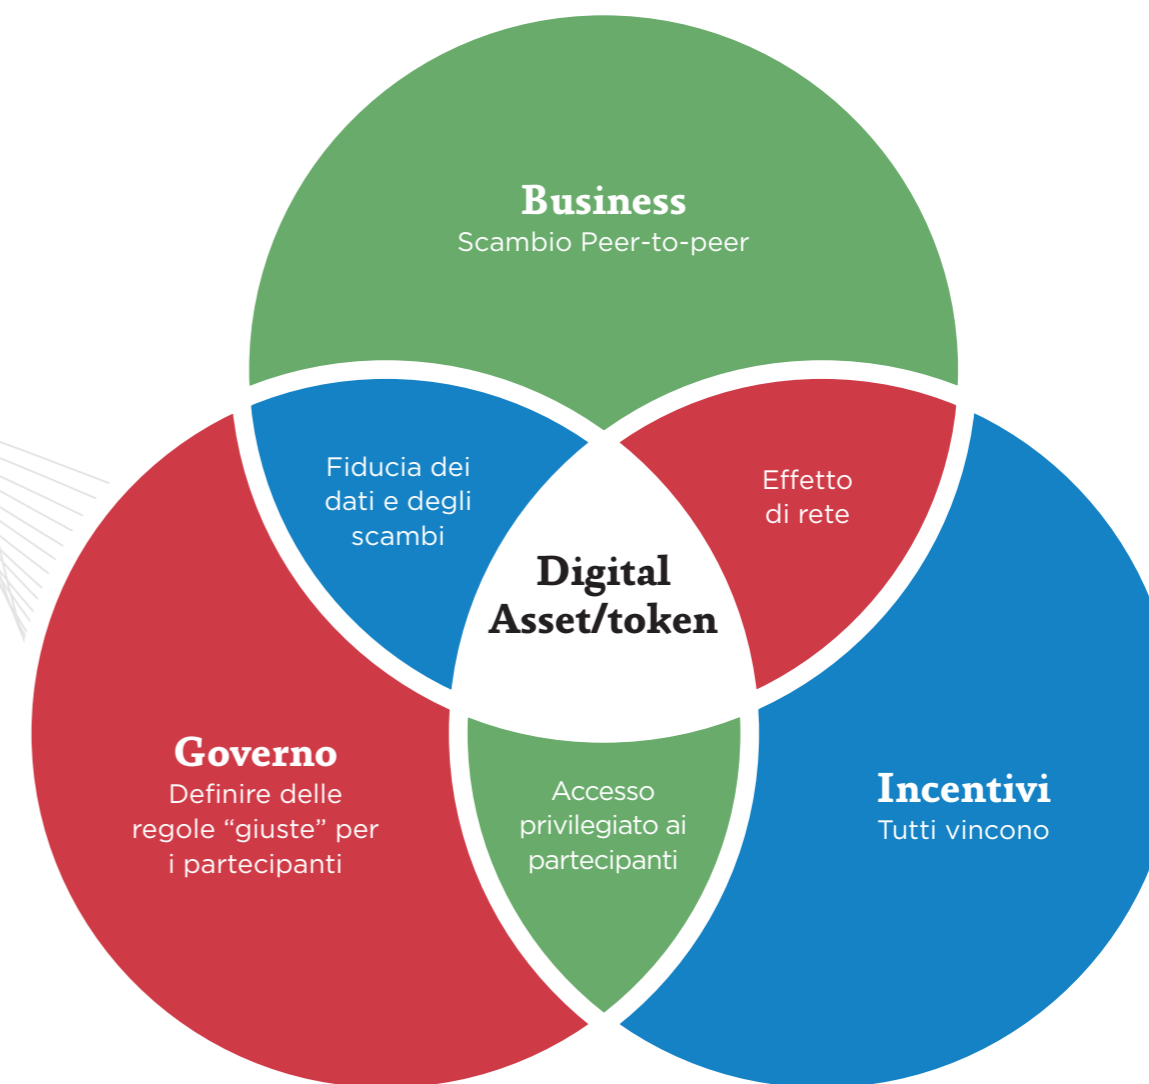 Business
Scambio Peer-to-peer
Fiducia dei
dati e degli
scambi
Effetto
di rete
Digital
Asset/token
Governo
Definire delle
regole “giuste” per
i partecipanti
Accesso
privilegiato ai
partecipanti
Incentivi
Tutti vincono